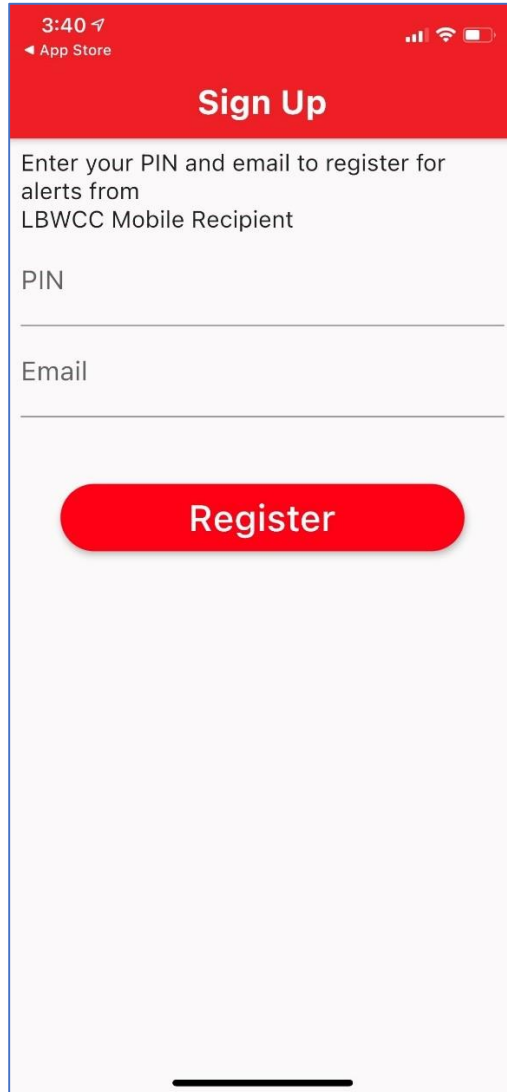 3:40
◀ App Store
Sign Up
Enter your PIN and email to register for
alerts from
LBWCC Mobile Recipient
PIN
Email
Register